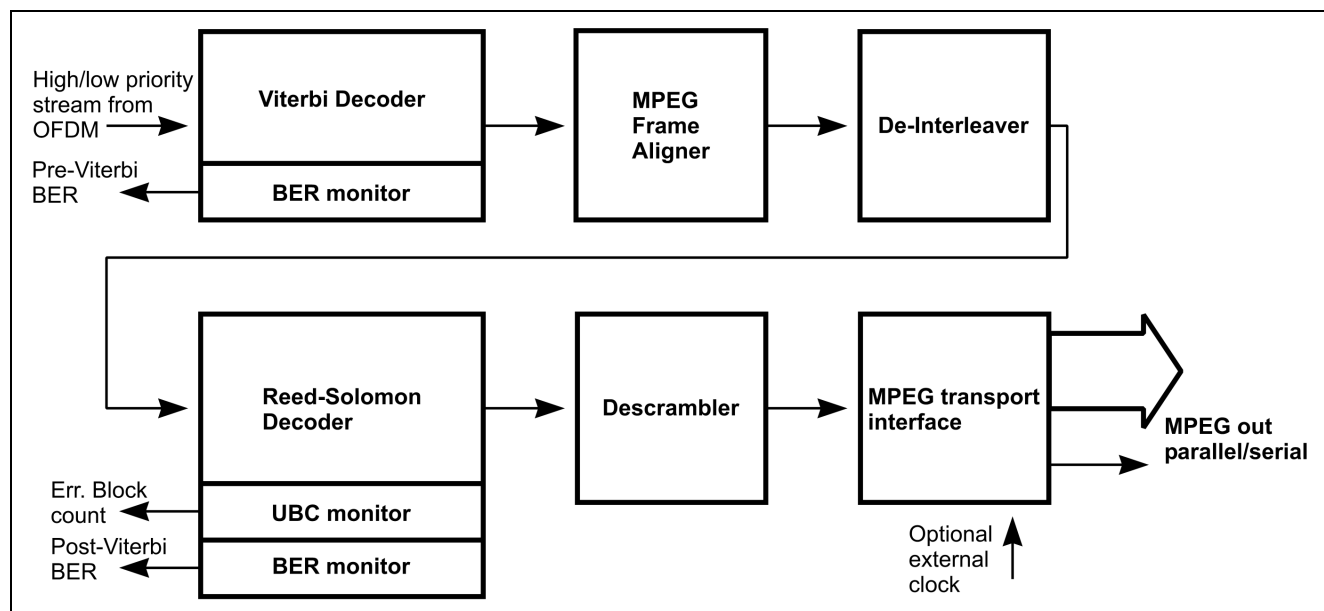 High/low priority
stream from
OFDM
Viterbi Decoder
Pre-Viterbi
BER
BER monitor
MPEG
Frame
Aligner
De-Interleaver
Reed-Solomon
Decoder
Err. Block
count
UBC monitor
Post-Viterbi
BER
BER monitor
Descrambler
MPEG transport
interface
MPEG out
parallel/serial
Optional
external
clock